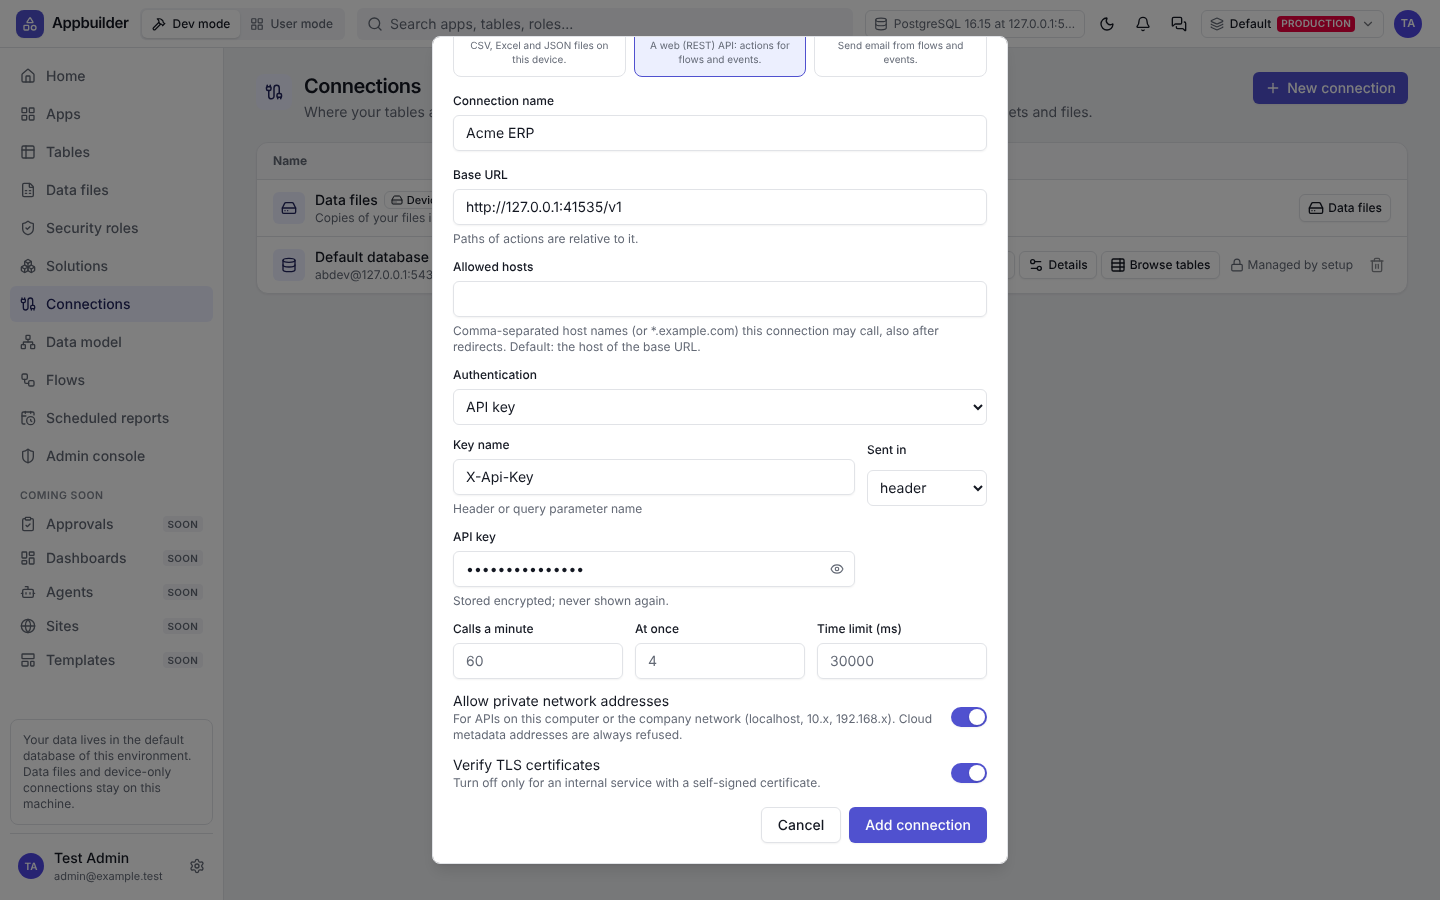 Appbuilder
Dev mode
User mode
Search apps, tables, roles...
PostgreSQL 16.15 at 127.0.0.1:5...
Default
PRODUCTION
TA
Home
Apps
Tables
Data files
Security roles
Solutions
Connections
Data model
Flows
Scheduled reports
Admin console
COMING SOON
Approvals SOON
Dashboards SOON
Agents SOON
Sites SOON
Templates SOON
Your data lives in the default
database of this environment.
Data files and device-only
connections stay on this
machine.
TA
Test Admin
admin@example.test
Connections
Where your tables
ets and files.
New connection
Name
Data files
Copies of your files
Data files
Default database
abdev@127.0.0.1:543
Details
Browse tables
Managed by setup
CSV, Excel and JSON files on
this device.
A web (REST) API: actions for
flows and events.
Send email from flows and
events.
Connection name
Acme ERP
Base URL
http://127.0.0.1:41535/v1
Paths of actions are relative to it.
Allowed hosts
Comma-separated host names (or *.example.com) this connection may call, also after
redirects. Default: the host of the base URL.
Authentication
API key
Key name
X-Api-Key
Header or query parameter name
Sent in
header
API key
•••••••••••••••
Stored encrypted; never shown again.
Calls a minute
60
At once
4
Time limit (ms)
30000
Allow private network addresses
For APIs on this computer or the company network (localhost, 10.x, 192.168.x). Cloud
metadata addresses are always refused.
Verify TLS certificates
Turn off only for an internal service with a self-signed certificate.
Cancel
Add connection